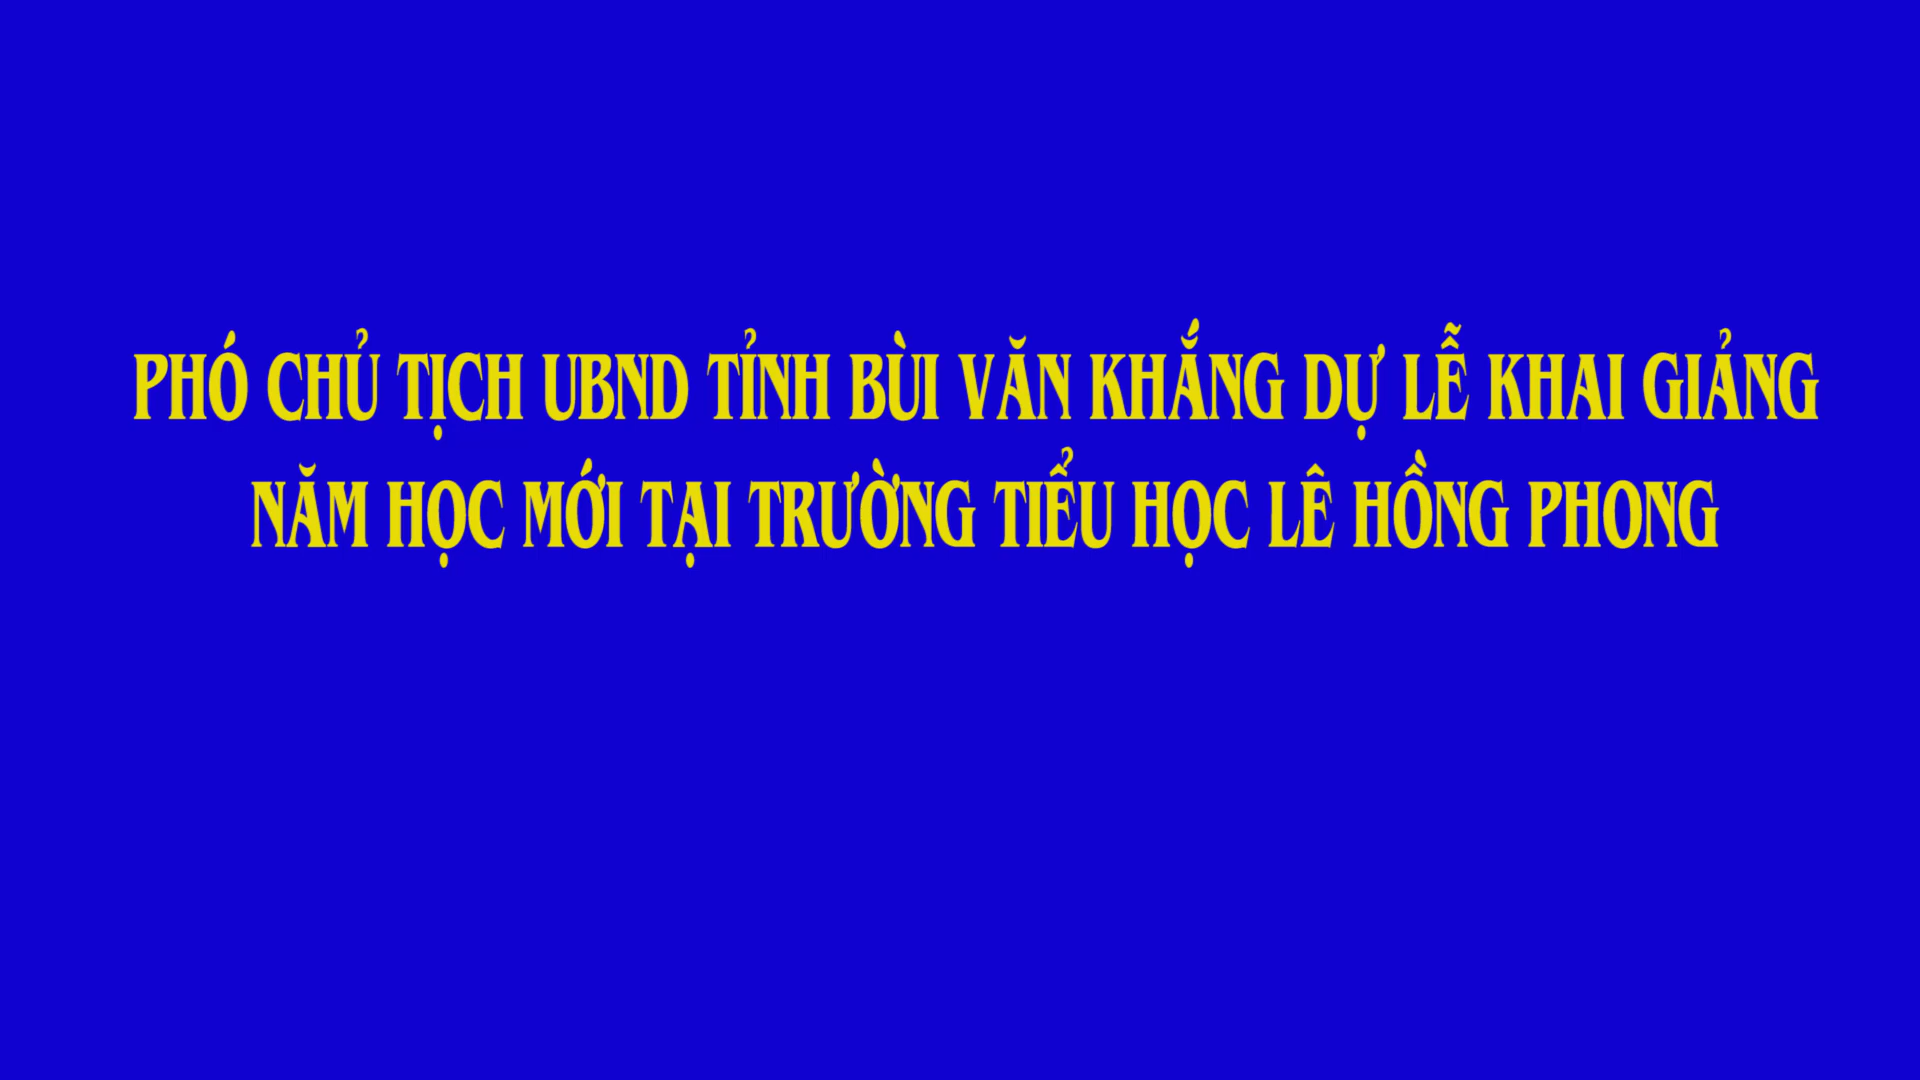 PHÓ CHỦ TỊCH UBND TỈNH BÙI VĂN KHẮNG DỰ LỄ KHAI GIẢNG
NĂM HỌC MỚI TẠI TRƯỜNG TIỂU HỌC LÊ HỒNG PHONG